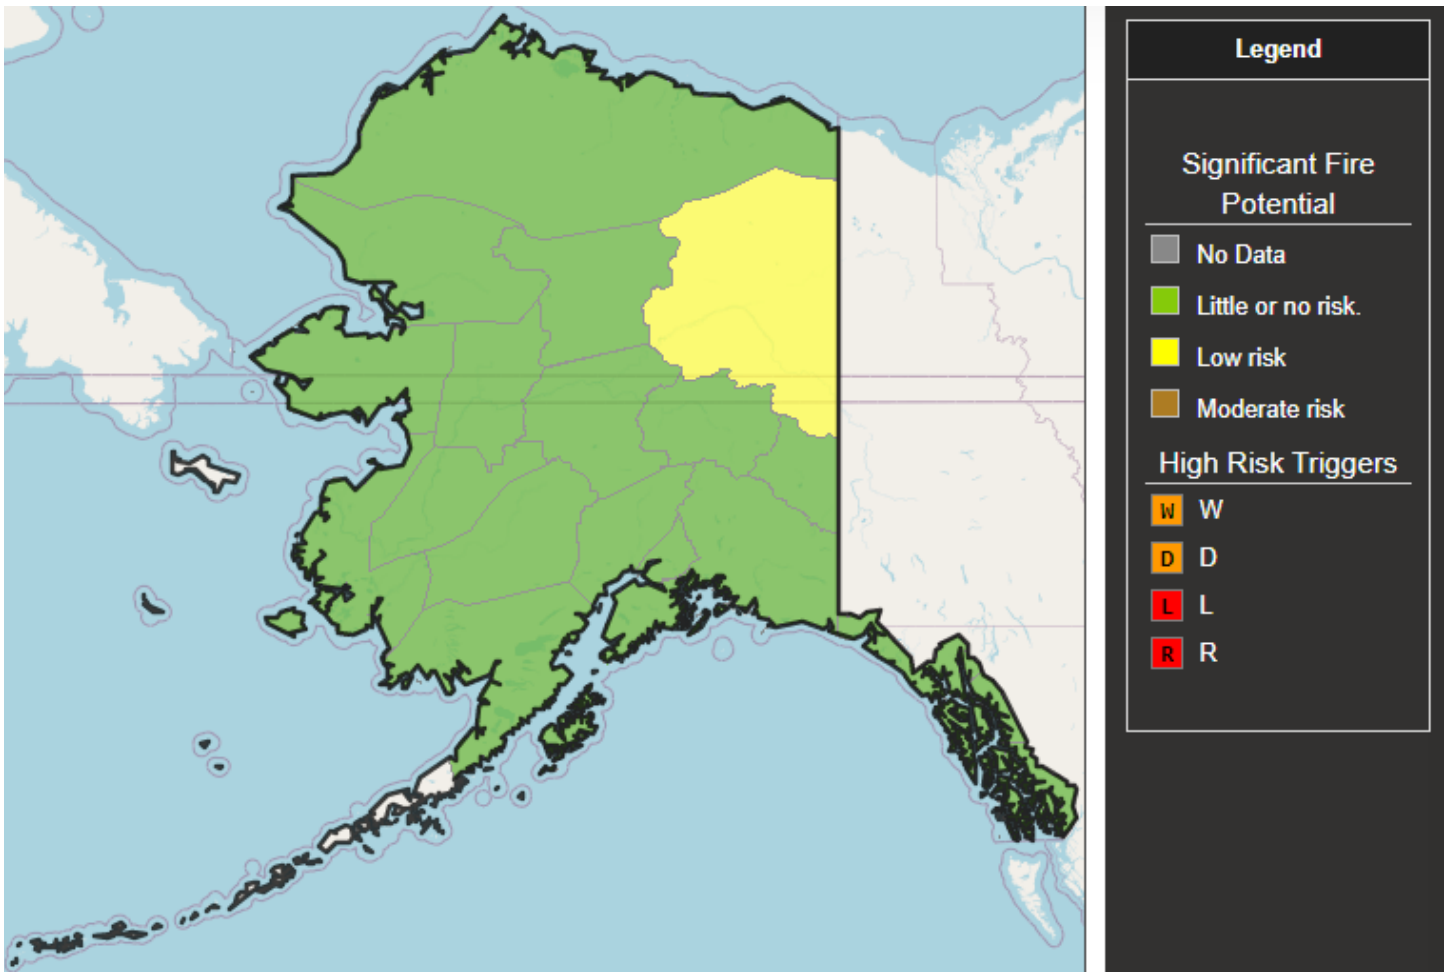 Legend
Significant Fire
Potential
No Data
Little or no risk.
Low risk
Moderate risk
High Risk Triggers
W W
D D
L L
R R